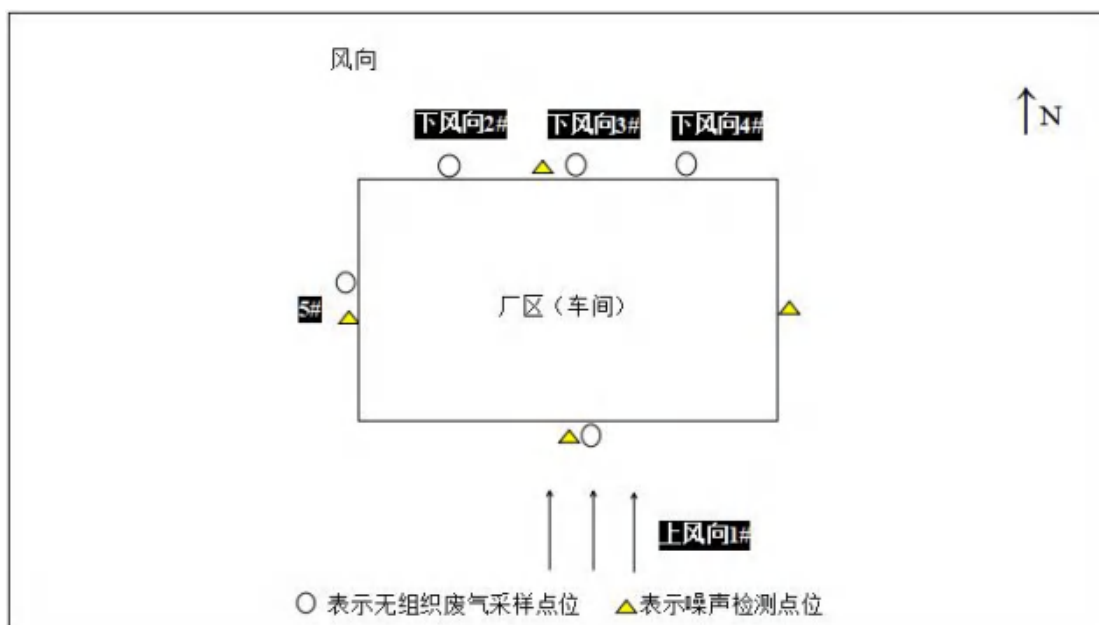 风向
N
下风向2# 下风向3# 下风向4#
厂区（车间）
5#
上风向1#
表示无组织废气采样点位 表示噪声检测点位